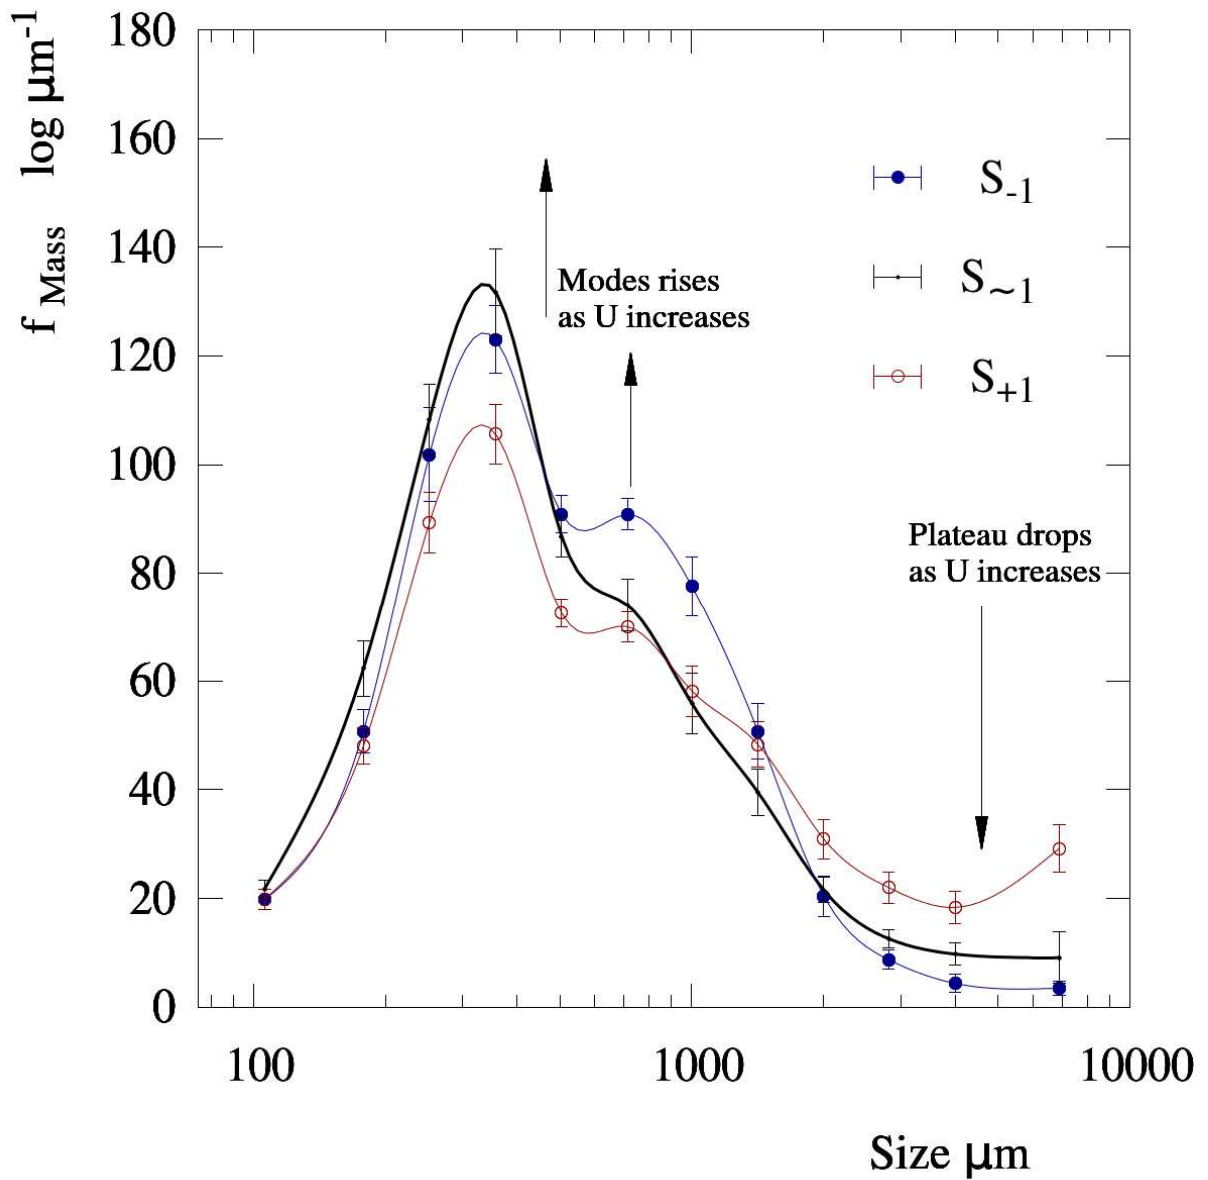 180
160
140
120
100
80
60
40
20
0
f Mass log μm-1
S-1
S~1
S+1
Modes rises
as U increases
Plateau drops
as U increases
100 1000 10000
Size μm